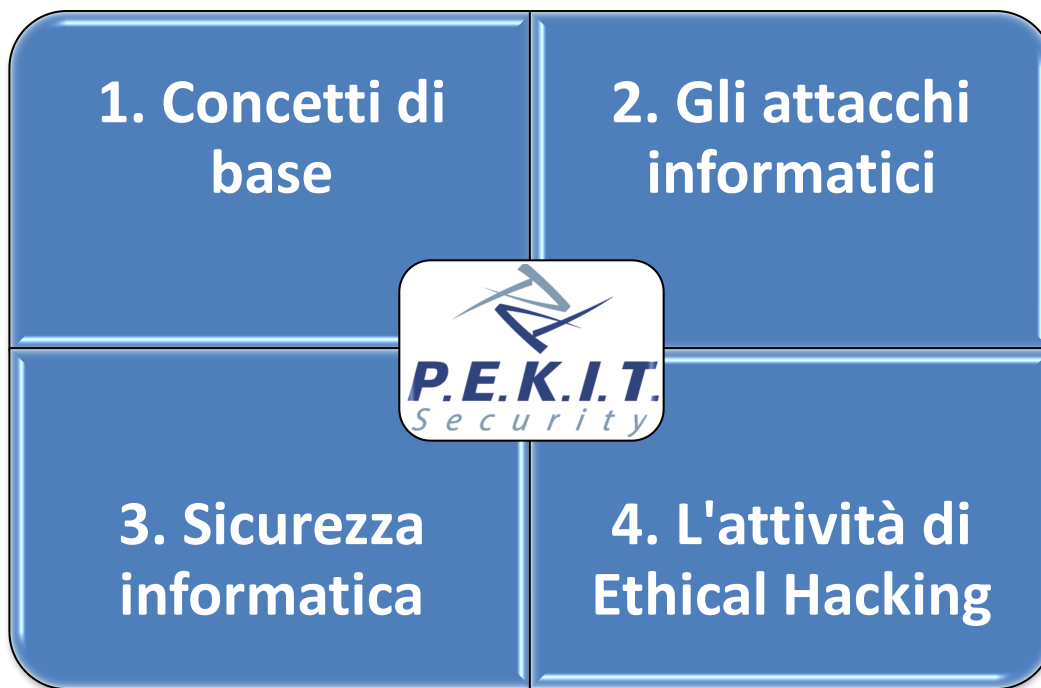 1. Concetti di
base
2. Gli attacchi
informatici
P.E.K.I.T.
Security
3. Sicurezza
informatica
4. L'attività di
Ethical Hacking